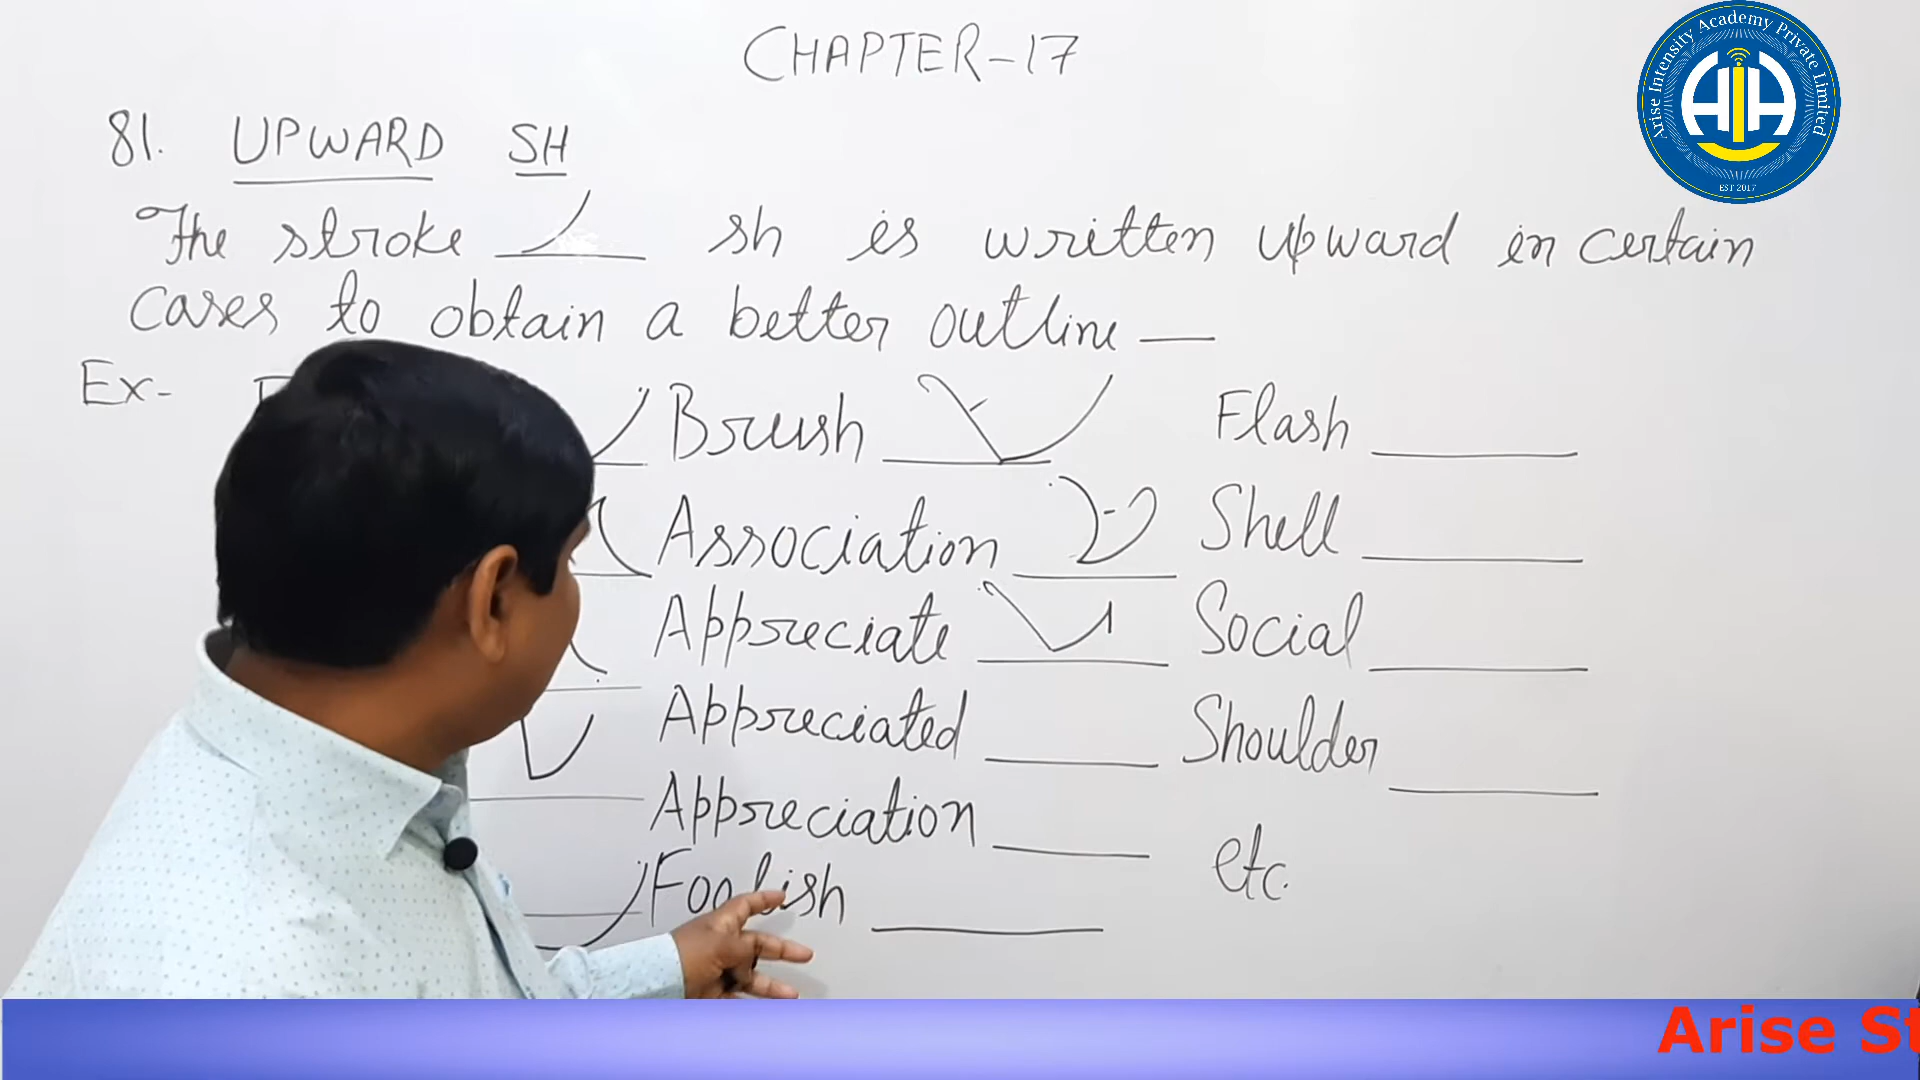 CHAPTER-17
81. UPWARD SH
The stroke sh is written upward in certain
cases to obtain a better outline —
Ex-
Brush
Flash
Association
Shell
Appreciate
Social
Appreciated
Shoulder
Appreciation
etc.
Foolish
Arise Intensity Academy Private Limited
EST 2017
Arise St